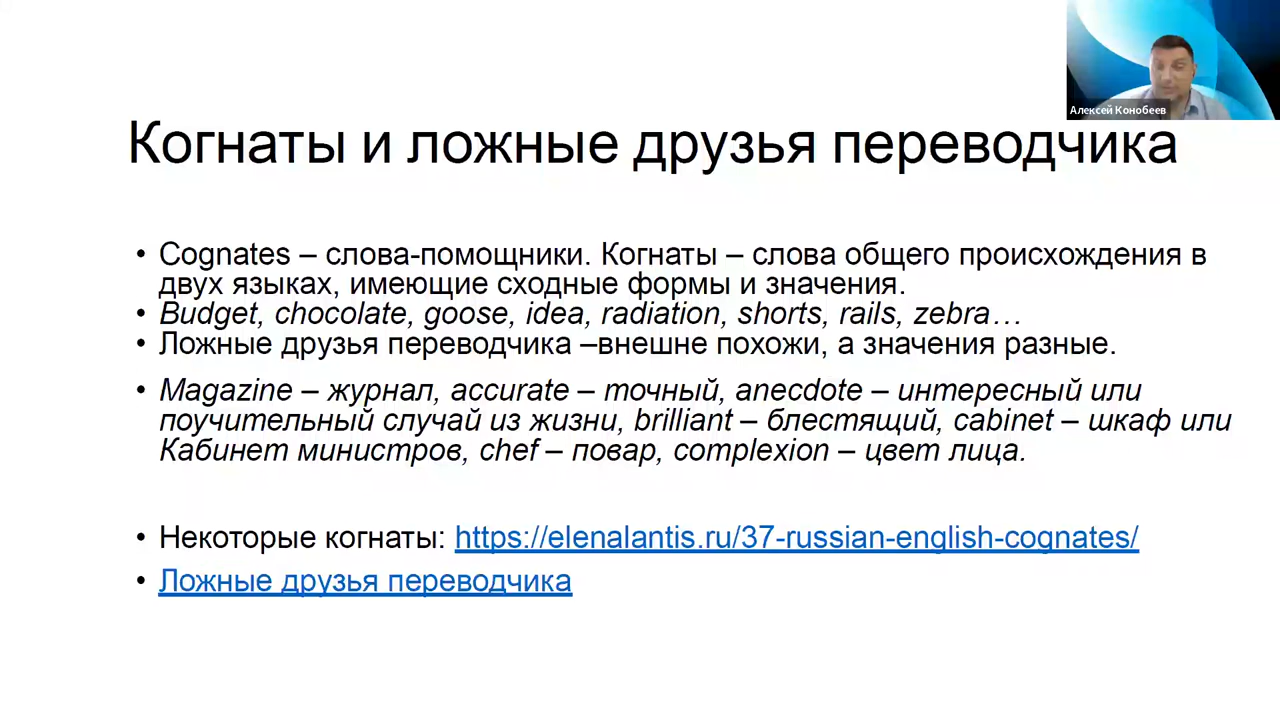 Алексей Конобеев
Когнаты и ложные друзья переводчика
• Cognates – слова-помощники. Когнаты – слова общего происхождения в
двух языках, имеющие сходные формы и значения.
• Budget, chocolate, goose, idea, radiation, shorts, rails, zebra…
• Ложные друзья переводчика –внешне похожи, а значения разные.
• Magazine – журнал, accurate – точный, anecdote – интересный или
поучительный случай из жизни, brilliant – блестящий, cabinet – шкаф или
Кабинет министров, chef – повар, complexion – цвет лица.
• Некоторые когнаты: https://elenalantis.ru/37-russian-english-cognates/
• Ложные друзья переводчика